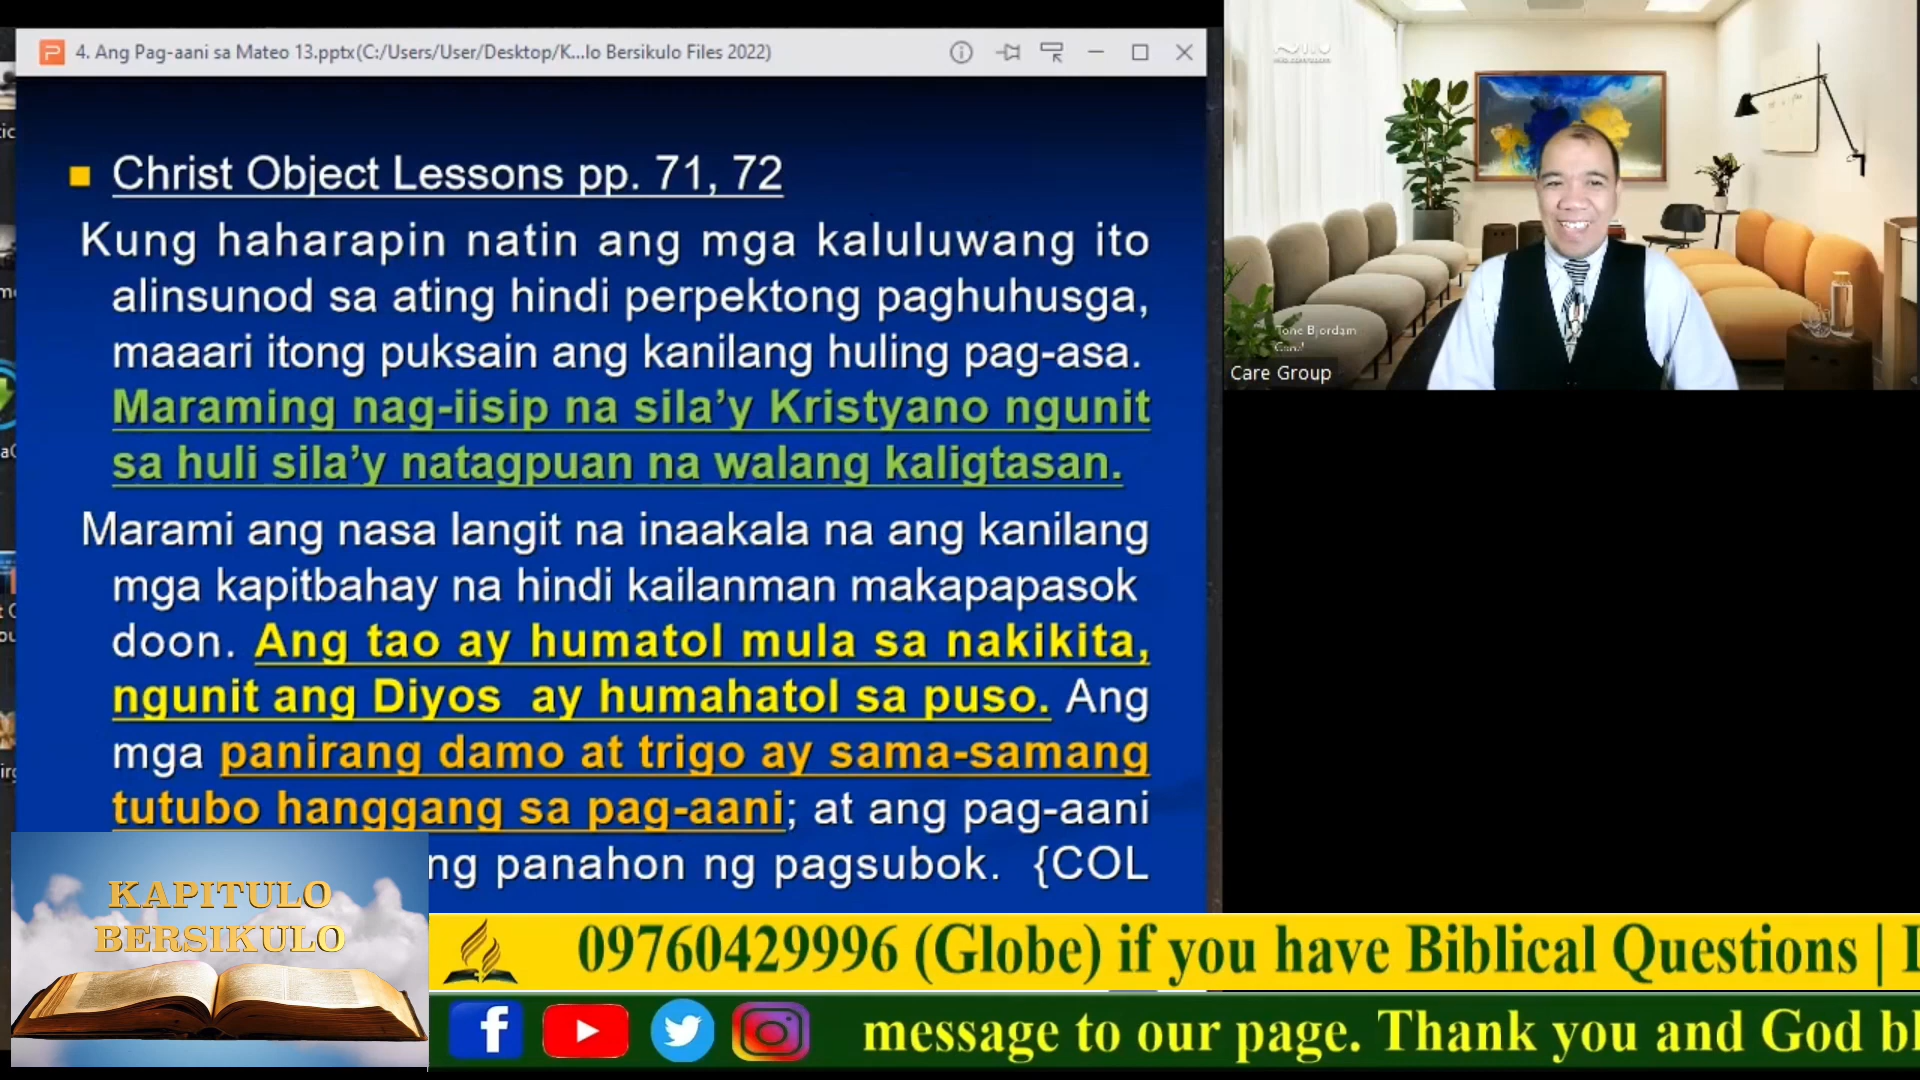 4. Ang Pag-aani sa Mateo 13.pptx(C:/Users/User/Desktop/K...lo Bersikulo Files 2022)
Christ Object Lessons pp. 71, 72
Kung haharapin natin ang mga kaluluwang ito
alinsunod sa ating hindi perpektong paghuhusga,
maaari itong puksain ang kanilang huling pag-asa.
Maraming nag-iisip na sila’y Kristyano ngunit
sa huli sila’y natagpuan na walang kaligtasan.
Marami ang nasa langit na inaakala na ang kanilang
mga kapitbahay na hindi kailanman makapapasok
doon. Ang tao ay humatol mula sa nakikita,
ngunit ang Diyos ay humahatol sa puso. Ang
mga panirang damo at trigo ay sama-samang
tutubo hanggang sa pag-aani; at ang pag-aani
ng panahon ng pagsubok. {COL
Tone Bjordam
Care Group
KAPITULO
BERSIKULO
09760429996 (Globe) if you have Biblical Questions |
message to our page. Thank you and God bl